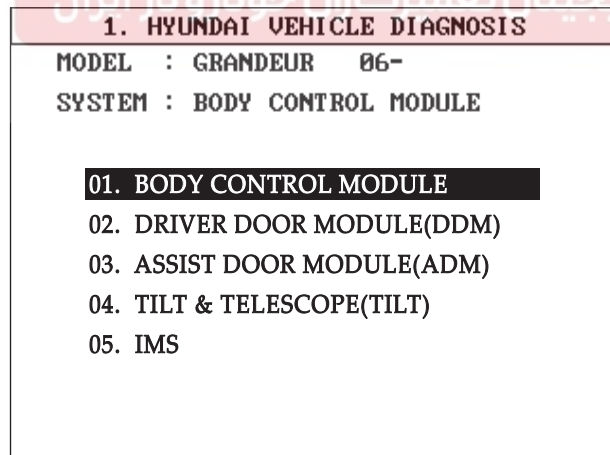 1. HYUNDAI VEHICLE DIAGNOSIS
MODEL : GRANDEUR 06-
SYSTEM : BODY CONTROL MODULE
01. BODY CONTROL MODULE
02. DRIVER DOOR MODULE(DDM)
03. ASSIST DOOR MODULE(ADM)
04. TILT & TELESCOPE(TILT)
05. IMS